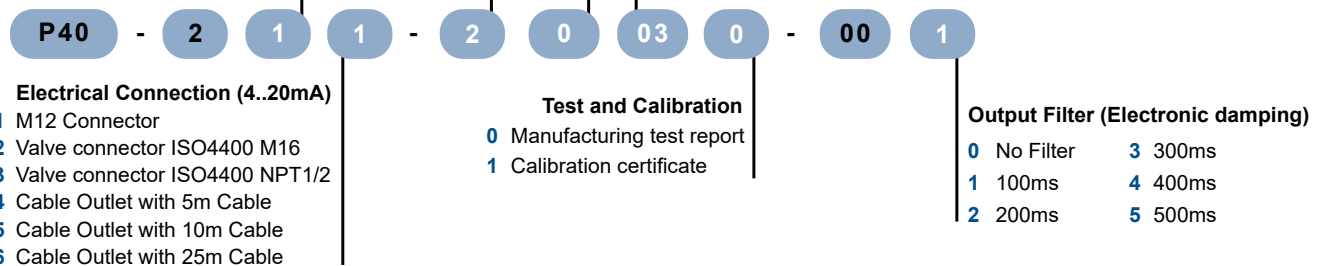 P40 - 2 1 1 - 2 0 03 0 - 00 1
Electrical Connection (4..20mA)
1 M12 Connector
2 Valve connector ISO4400 M16
3 Valve connector ISO4400 NPT1/2
4 Cable Outlet with 5m Cable
5 Cable Outlet with 10m Cable
6 Cable Outlet with 25m Cable
Test and Calibration
0 Manufacturing test report
1 Calibration certificate
Output Filter (Electronic damping)
0 No Filter 3 300ms
1 100ms 4 400ms
2 200ms 5 500ms